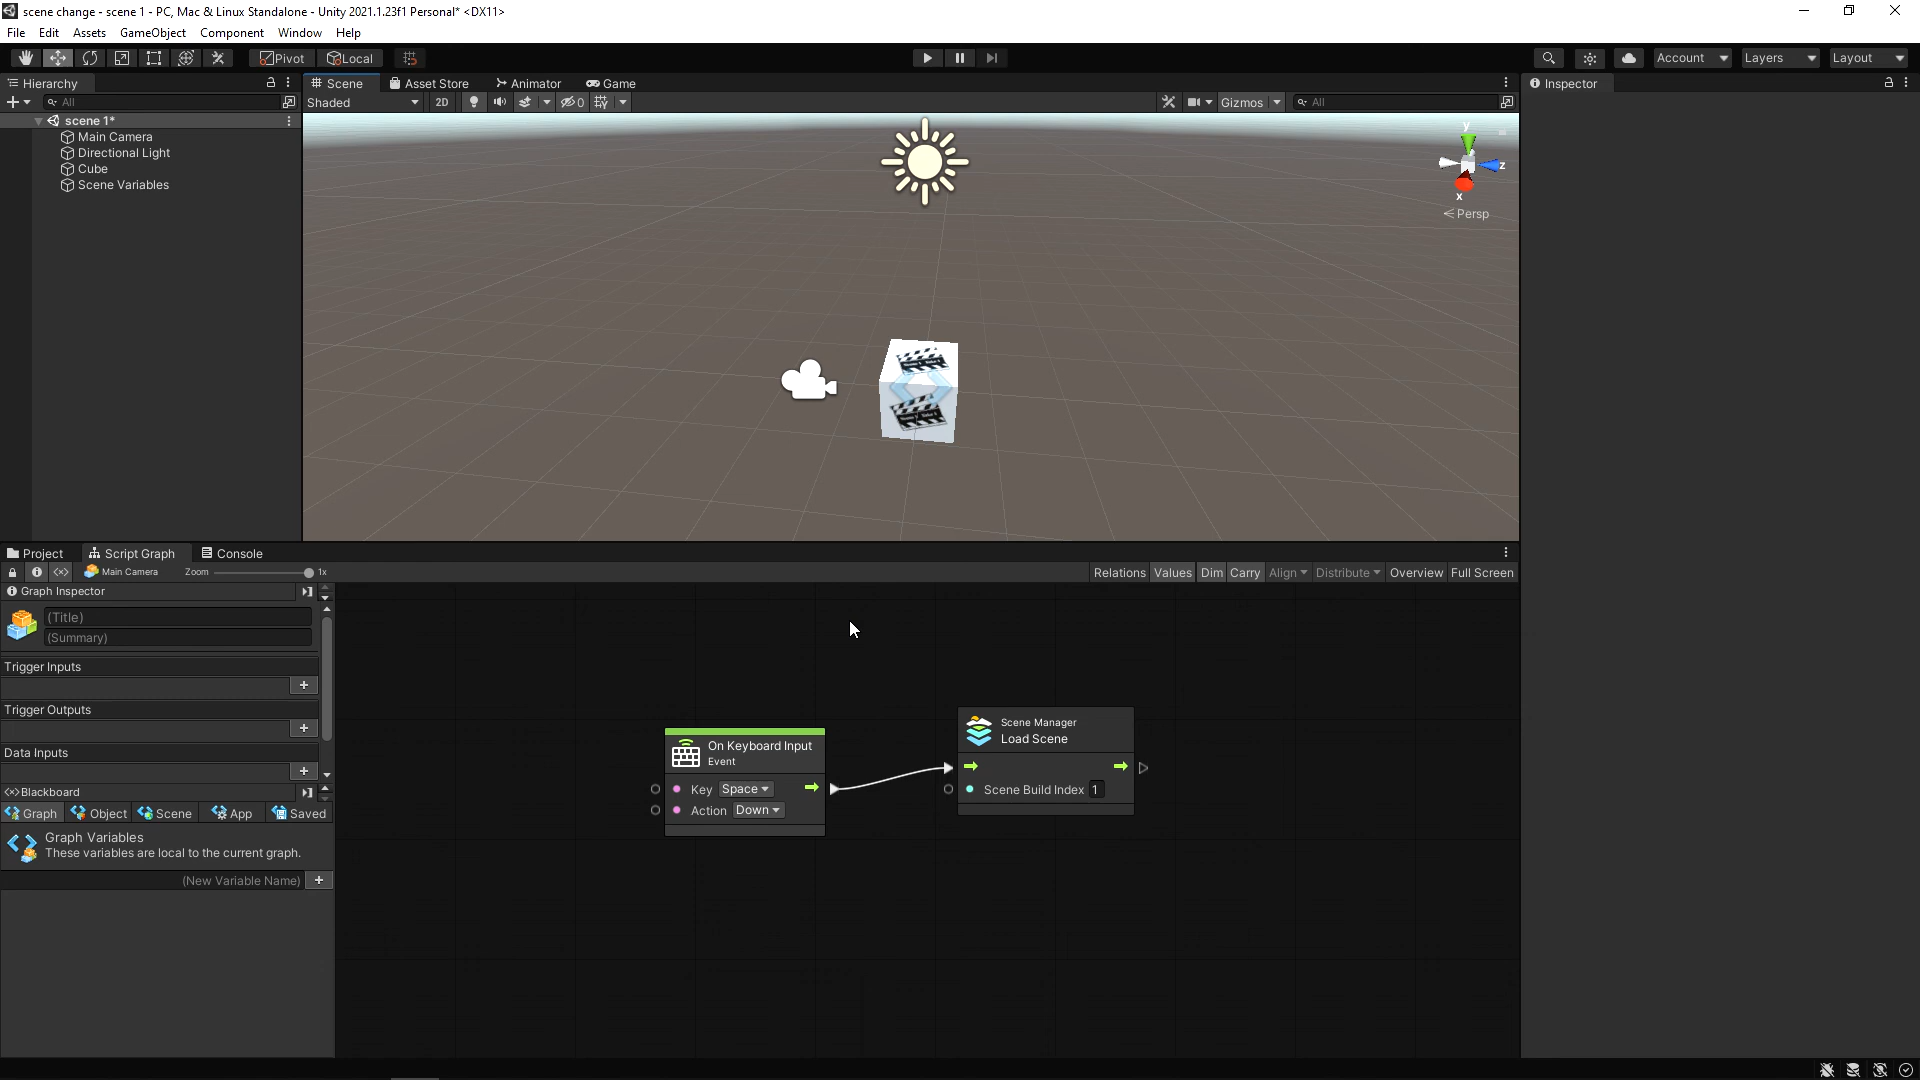 scene change - scene 1 - PC, Mac & Linux Standalone - Unity 2021.1.23f1 Personal* <DX11>
File Edit Assets GameObject Component Window Help
Pivot Local Account Layers Layout
Hierarchy
All
scene 1*
Main Camera
Directional Light
Cube
Scene Variables
Scene Asset Store Animator Game
Shaded 2D 0 Gizmos All
y
z
x
Persp
Inspector
Project Script Graph Console
Main Camera Zoom 1x Relations Values Dim Carry Align Distribute Overview Full Screen
Graph Inspector
(Title)
(Summary)
Trigger Inputs
Trigger Outputs
Data Inputs
Blackboard
Graph Object Scene App Saved
Graph Variables
These variables are local to the current graph.
(New Variable Name)
On Keyboard Input
Event
Key Space
Action Down
Scene Manager
Load Scene
Scene Build Index 1